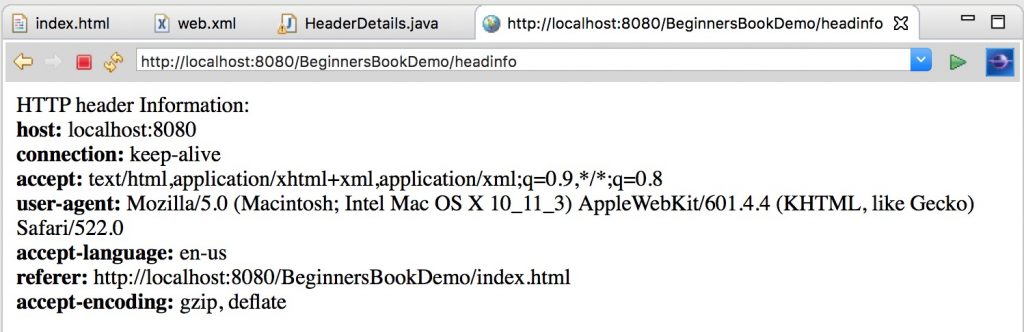 index.html web.xml HeaderDetails.java http://localhost:8080/BeginnersBookDemo/headinfo
http://localhost:8080/BeginnersBookDemo/headinfo
HTTP header Information:
host: localhost:8080
connection: keep-alive
accept: text/html,application/xhtml+xml,application/xml;q=0.9,*/*;q=0.8
user-agent: Mozilla/5.0 (Macintosh; Intel Mac OS X 10_11_3) AppleWebKit/601.4.4 (KHTML, like Gecko)
Safari/522.0
accept-language: en-us
referer: http://localhost:8080/BeginnersBookDemo/index.html
accept-encoding: gzip, deflate